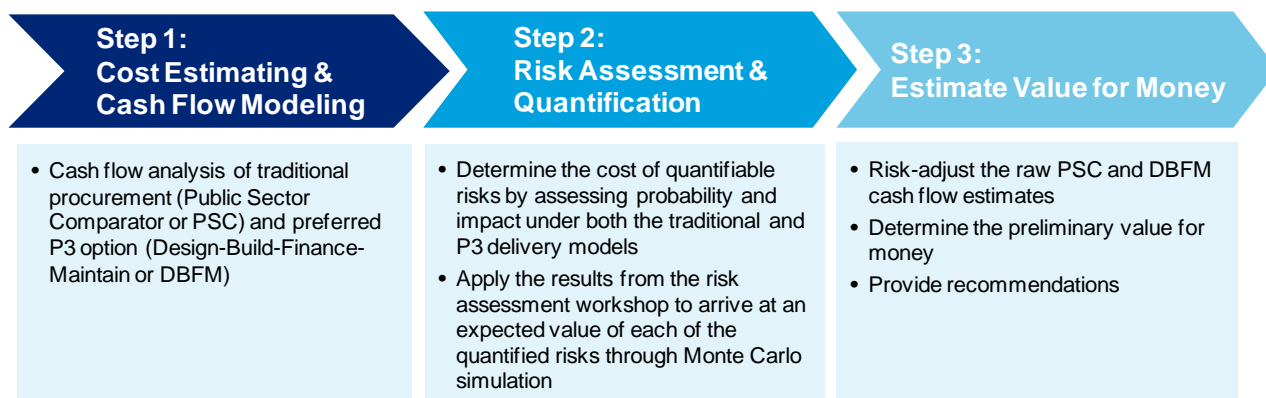 Step 1:
Cost Estimating &
Cash Flow Modeling
Step 2:
Risk Assessment &
Quantification
Step 3:
Estimate Value for Money
• Cash flow analysis of traditional
procurement (Public Sector
Comparator or PSC) and preferred
P3 option (Design-Build-Finance-
Maintain or DBFM)
• Determine the cost of quantifiable
risks by assessing probability and
impact under both the traditional and
P3 delivery models
• Apply the results from the risk
assessment workshop to arrive at an
expected value of each of the
quantified risks through Monte Carlo
simulation
• Risk-adjust the raw PSC and DBFM
cash flow estimates
• Determine the preliminary value for
money
• Provide recommendations